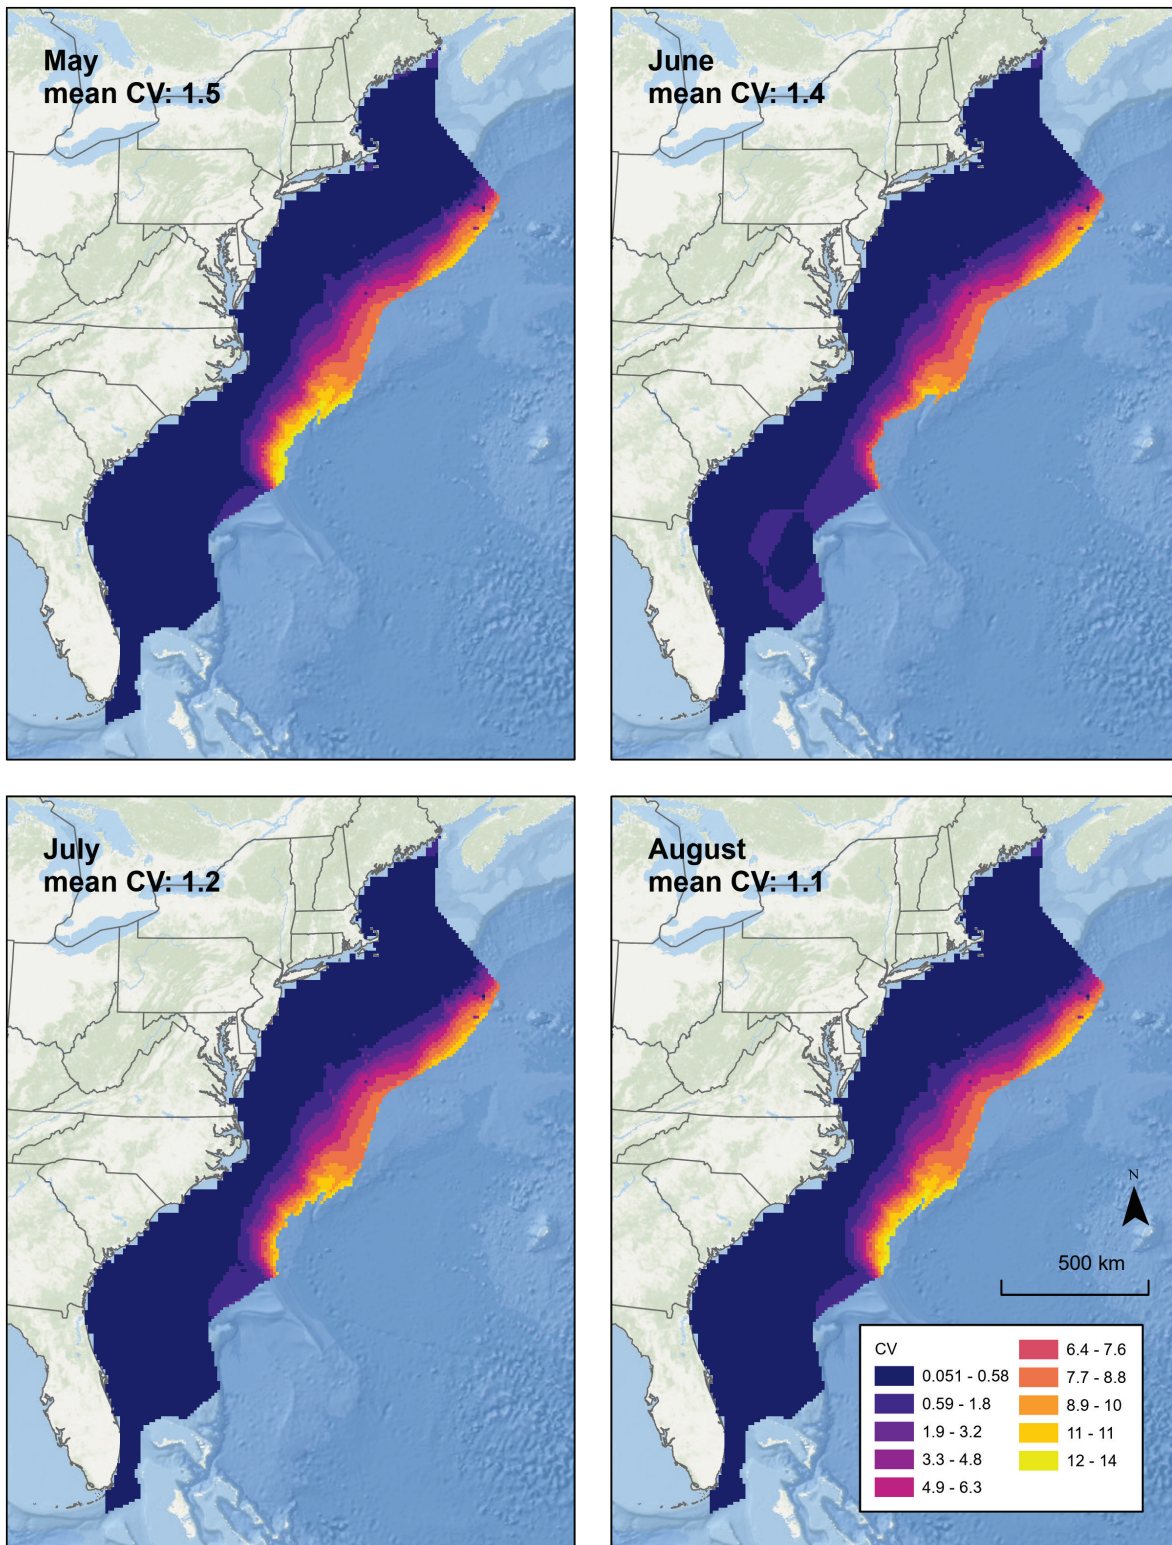 May
mean CV: 1.5
June
mean CV: 1.4
July
mean CV: 1.2
August
mean CV: 1.1
N
500 km
CV
0.051 - 0.58
0.59 - 1.8
1.9 - 3.2
3.3 - 4.8
4.9 - 6.3
6.4 - 7.6
7.7 - 8.8
8.9 - 10
11 - 11
12 - 14